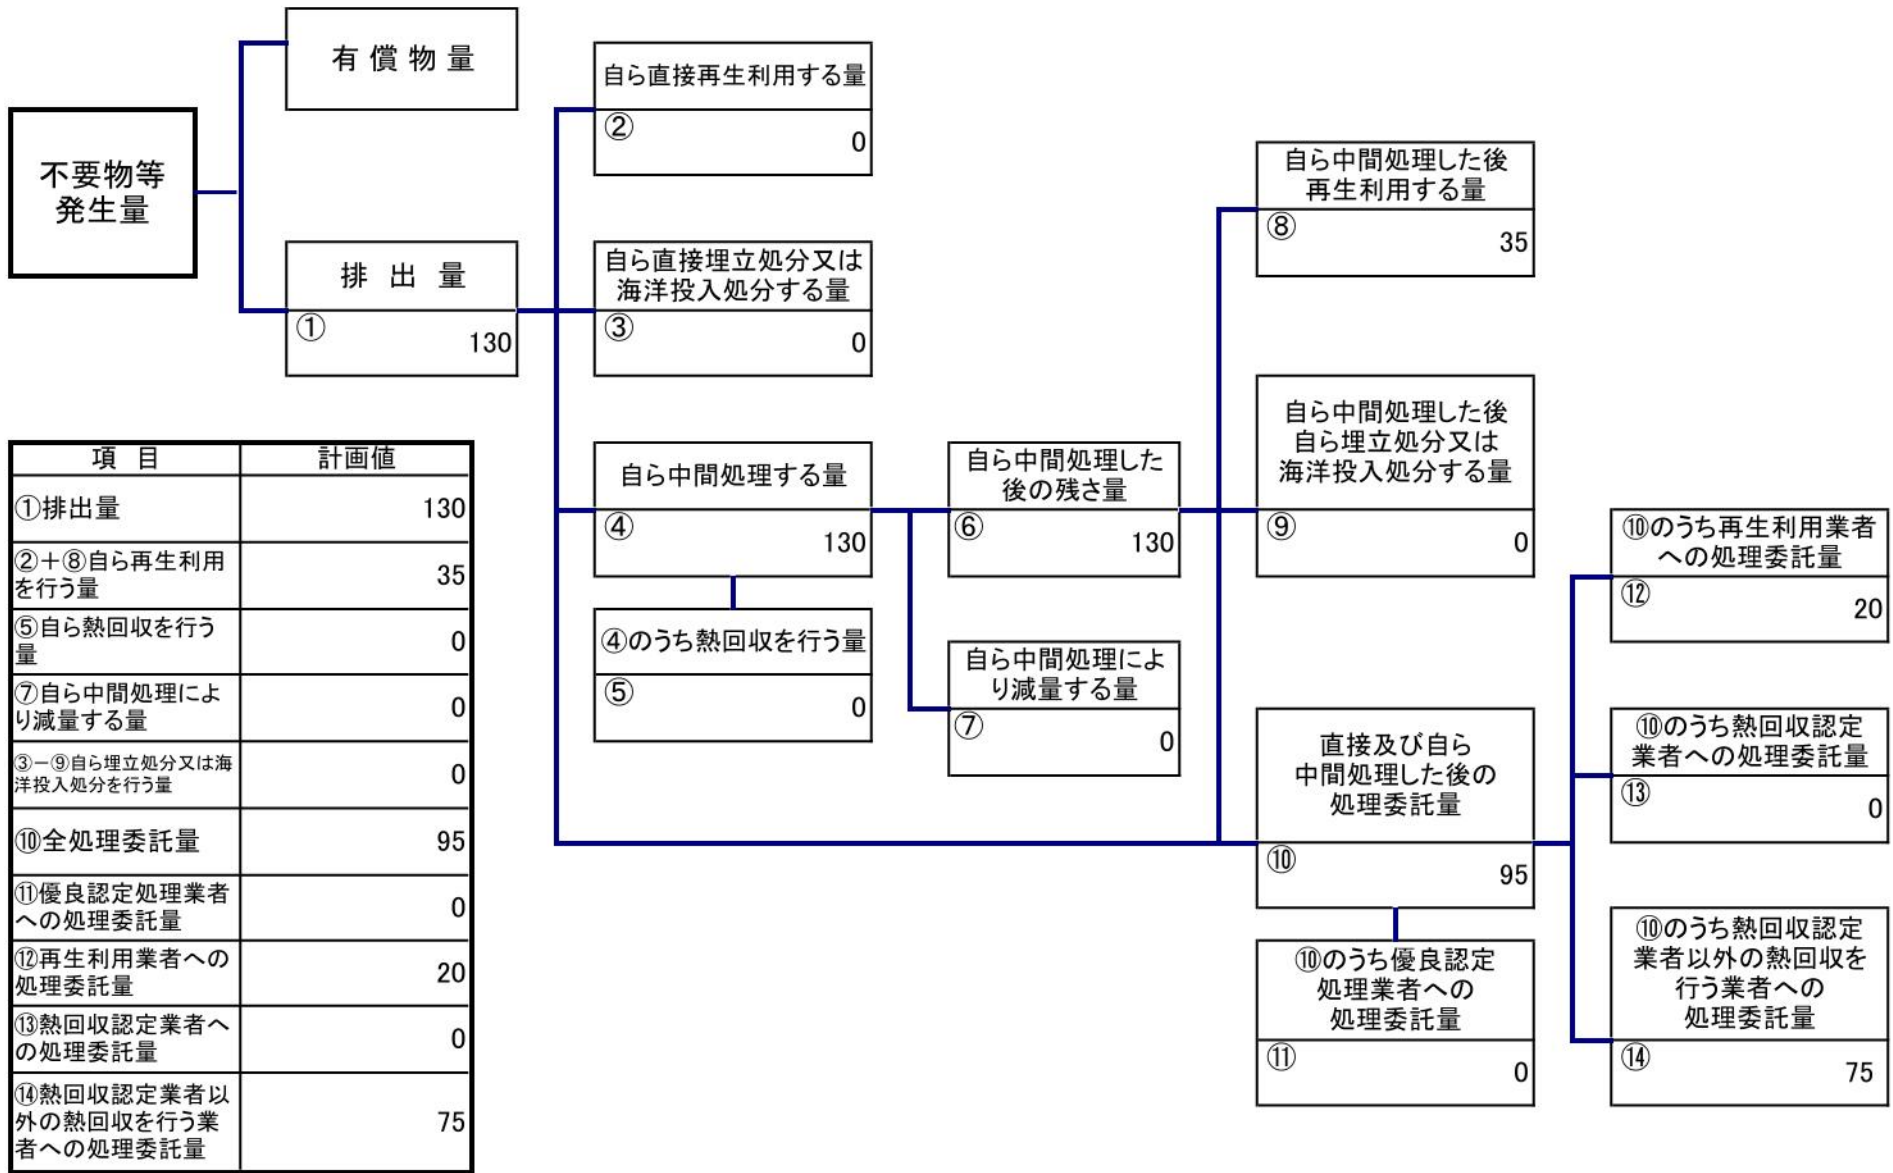 有 償 物 量
不要物等
発生量
排 出 量
①
130
自ら直接再生利用する量
②
0
自ら直接埋立処分又は
海洋投入処分する量
③
0
自ら中間処理する量
④
130
④のうち熱回収を行う量
⑤
0
自ら中間処理した
後の残さ量
⑥
130
自ら中間処理によ
り減量する量
⑦
0
自ら中間処理した後
再生利用する量
⑧
35
自ら中間処理した後
自ら埋立処分又は
海洋投入処分する量
⑨
0
直接及び自ら
中間処理した後の
処理委託量
⑩
95
⑩のうち優良認定
処理業者への
処理委託量
⑪
0
⑩のうち再生利用業者
への処理委託量
⑫
20
⑩のうち熱回収認定
業者への処理委託量
⑬
0
⑩のうち熱回収認定
業者以外の熱回収を
行う業者への
処理委託量
⑭
75
項 目 計画値
①排出量 130
②＋⑧自ら再生利用
を行う量 35
⑤自ら熱回収を行う
量 0
⑦自ら中間処理によ
り減量する量 0
③－⑨自ら埋立処分又は海
洋投入処分を行う量 0
⑩全処理委託量 95
⑪優良認定処理業者
への処理委託量 0
⑫再生利用業者への
処理委託量 20
⑬熱回収認定業者へ
の処理委託量 0
⑭熱回収認定業者以
外の熱回収を行う業
者への処理委託量 75